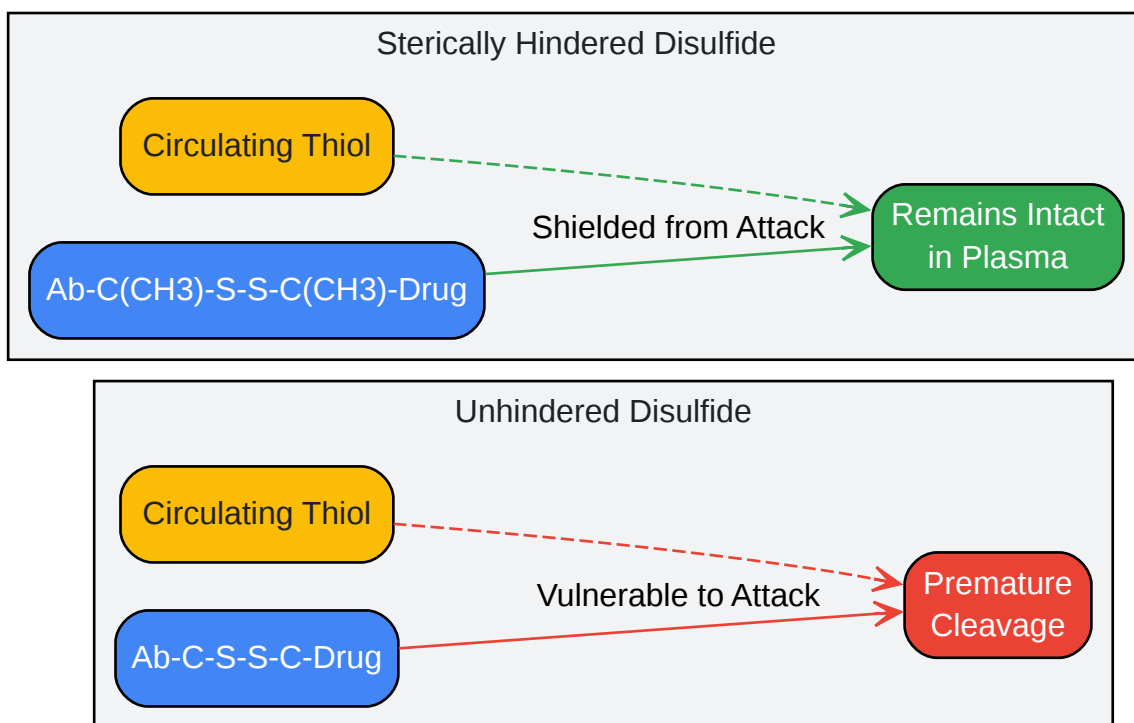 Sterically Hindered Disulfide
Circulating Thiol
Shielded from Attack
Remains Intact
in Plasma
Ab-C(CH3)-S-S-C(CH3)-Drug
Unhindered Disulfide
Circulating Thiol
Vulnerable to Attack
Premature
Cleavage
Ab-C-S-S-C-Drug